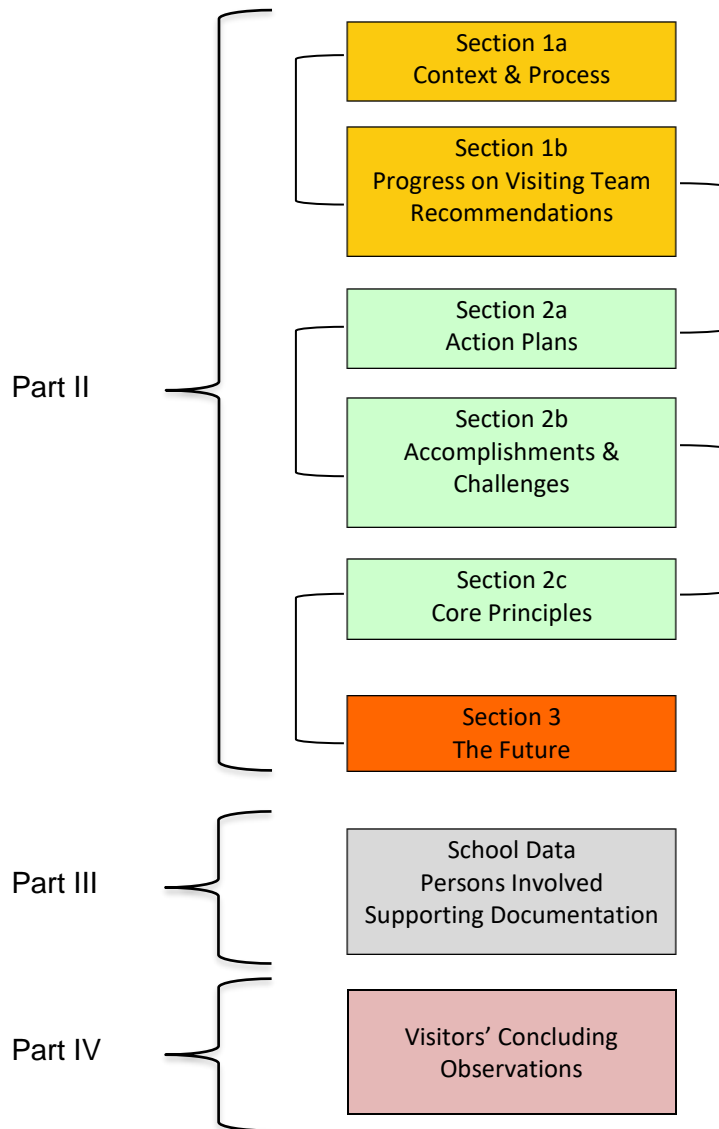 Section 1a
Context & Process
Section 1b
Progress on Visiting Team
Recommendations
Section 2a
Action Plans
Part II
Section 2b
Accomplishments &
Challenges
Section 2c
Core Principles
Section 3
The Future
Part III
School Data
Persons Involved
Supporting Documentation
Part IV
Visitors’ Concluding
Observations